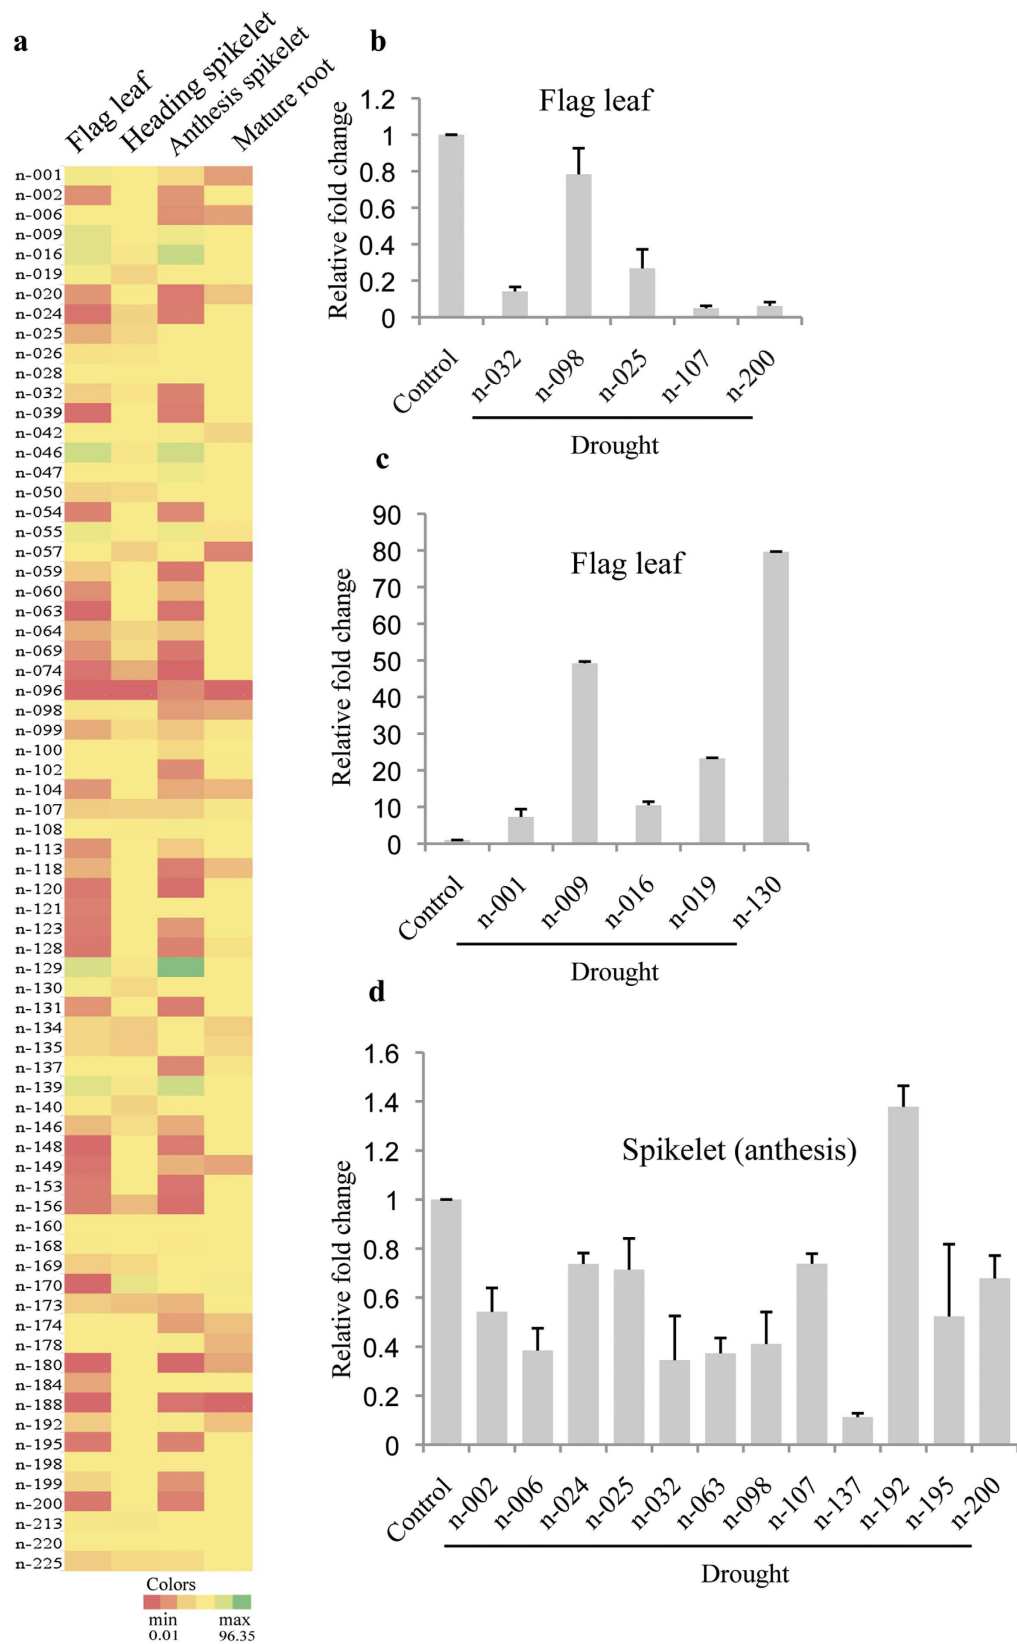 a
Flag leaf
Heading spikelet
Anthesis spikelet
Mature root
n-001
n-002
n-006
n-009
n-016
n-019
n-020
n-024
n-025
n-026
n-028
n-032
n-039
n-042
n-046
n-047
n-050
n-054
n-055
n-057
n-059
n-060
n-063
n-064
n-069
n-074
n-096
n-098
n-099
n-100
n-102
n-104
n-107
n-108
n-113
n-118
n-120
n-121
n-123
n-128
n-129
n-130
n-131
n-134
n-135
n-137
n-139
n-140
n-146
n-148
n-149
n-153
n-156
n-160
n-168
n-169
n-170
n-173
n-174
n-178
n-180
n-184
n-188
n-192
n-195
n-198
n-199
n-200
n-213
n-220
n-225
Colors
min max
0.01 96.35
b
Flag leaf
Relative fold change
1.2
1
0.8
0.6
0.4
0.2
0
Control n-032 n-098 n-025 n-107 n-200
Drought
c
Flag leaf
Relative fold change
90
80
70
60
50
40
30
20
10
0
Control n-001 n-009 n-016 n-019 n-130
Drought
d
Spikelet (anthesis)
Relative fold change
1.6
1.4
1.2
1
0.8
0.6
0.4
0.2
0
Control n-002 n-006 n-024 n-025 n-032 n-063 n-098 n-107 n-137 n-192 n-195 n-200
Drought